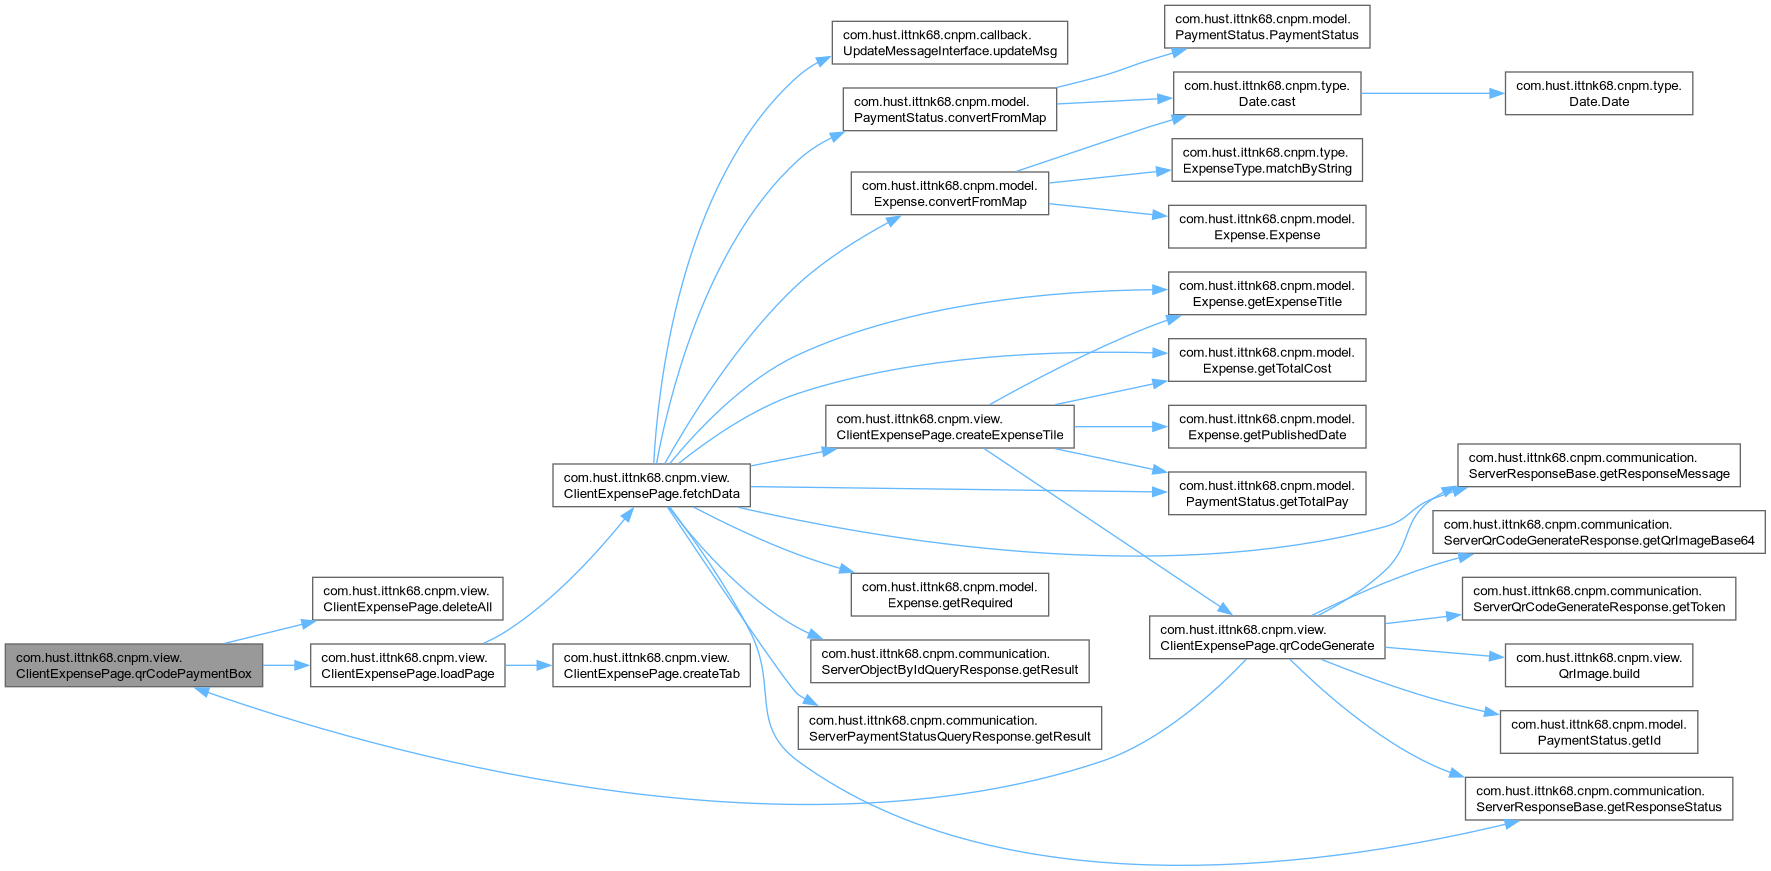 com.hust.ittnk68.cnpm.model.
PaymentStatus.PaymentStatus
com.hust.ittnk68.cnpm.callback.
UpdateMessageInterface.updateMsg
com.hust.ittnk68.cnpm.model.
PaymentStatus.convertFromMap
com.hust.ittnk68.cnpm.type.
Date.cast
com.hust.ittnk68.cnpm.type.
Date.Date
com.hust.ittnk68.cnpm.type.
ExpenseType.matchByString
com.hust.ittnk68.cnpm.model.
Expense.convertFromMap
com.hust.ittnk68.cnpm.model.
Expense.Expense
com.hust.ittnk68.cnpm.model.
Expense.getExpenseTitle
com.hust.ittnk68.cnpm.model.
Expense.getTotalCost
com.hust.ittnk68.cnpm.view.
ClientExpensePage.createExpenseTile
com.hust.ittnk68.cnpm.model.
Expense.getPublishedDate
com.hust.ittnk68.cnpm.communication.
ServerResponseBase.getResponseMessage
com.hust.ittnk68.cnpm.view.
ClientExpensePage.fetchData
com.hust.ittnk68.cnpm.model.
PaymentStatus.getTotalPay
com.hust.ittnk68.cnpm.communication.
ServerQrCodeGenerateResponse.getQrImageBase64
com.hust.ittnk68.cnpm.view.
ClientExpensePage.deleteAll
com.hust.ittnk68.cnpm.model.
Expense.getRequired
com.hust.ittnk68.cnpm.communication.
ServerQrCodeGenerateResponse.getToken
com.hust.ittnk68.cnpm.view.
ClientExpensePage.qrCodeGenerate
com.hust.ittnk68.cnpm.view.
ClientExpensePage.qrCodePaymentBox
com.hust.ittnk68.cnpm.view.
ClientExpensePage.loadPage
com.hust.ittnk68.cnpm.view.
ClientExpensePage.createTab
com.hust.ittnk68.cnpm.communication.
ServerObjectByIdQueryResponse.getResult
com.hust.ittnk68.cnpm.view.
QrImage.build
com.hust.ittnk68.cnpm.communication.
ServerPaymentStatusQueryResponse.getResult
com.hust.ittnk68.cnpm.model.
PaymentStatus.getId
com.hust.ittnk68.cnpm.communication.
ServerResponseBase.getResponseStatus